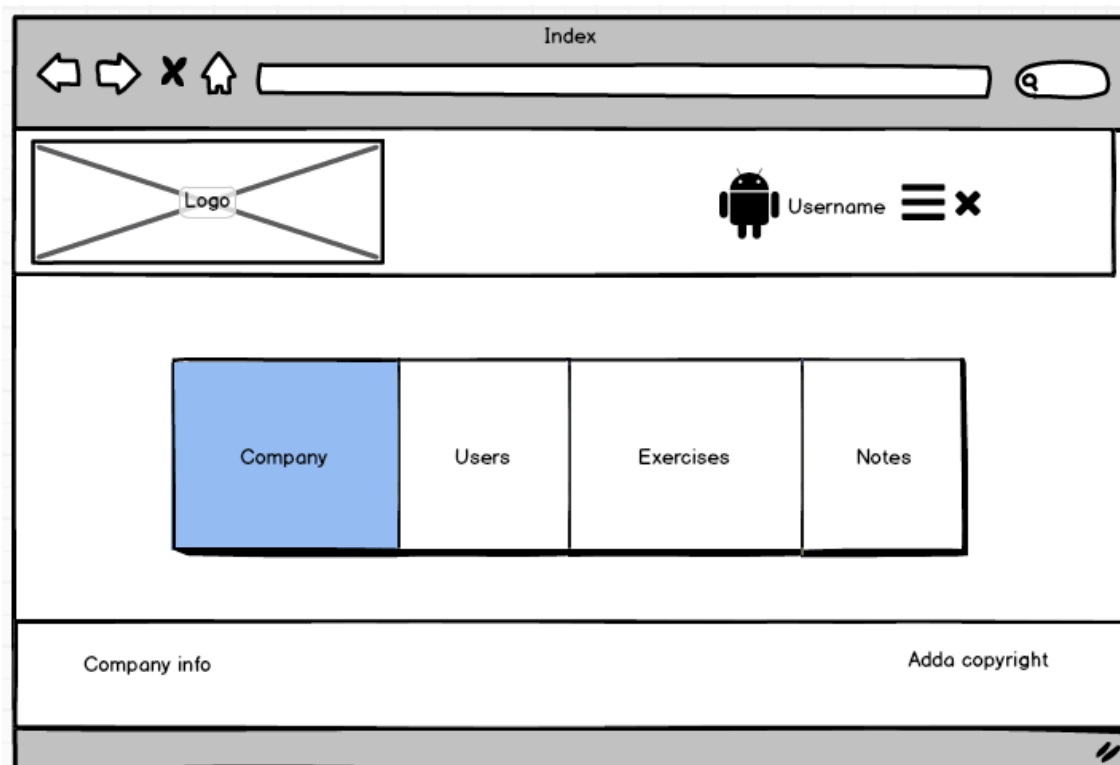 Index
Logo
Username
Company Users Exercises Notes
Company info
Adda copyright